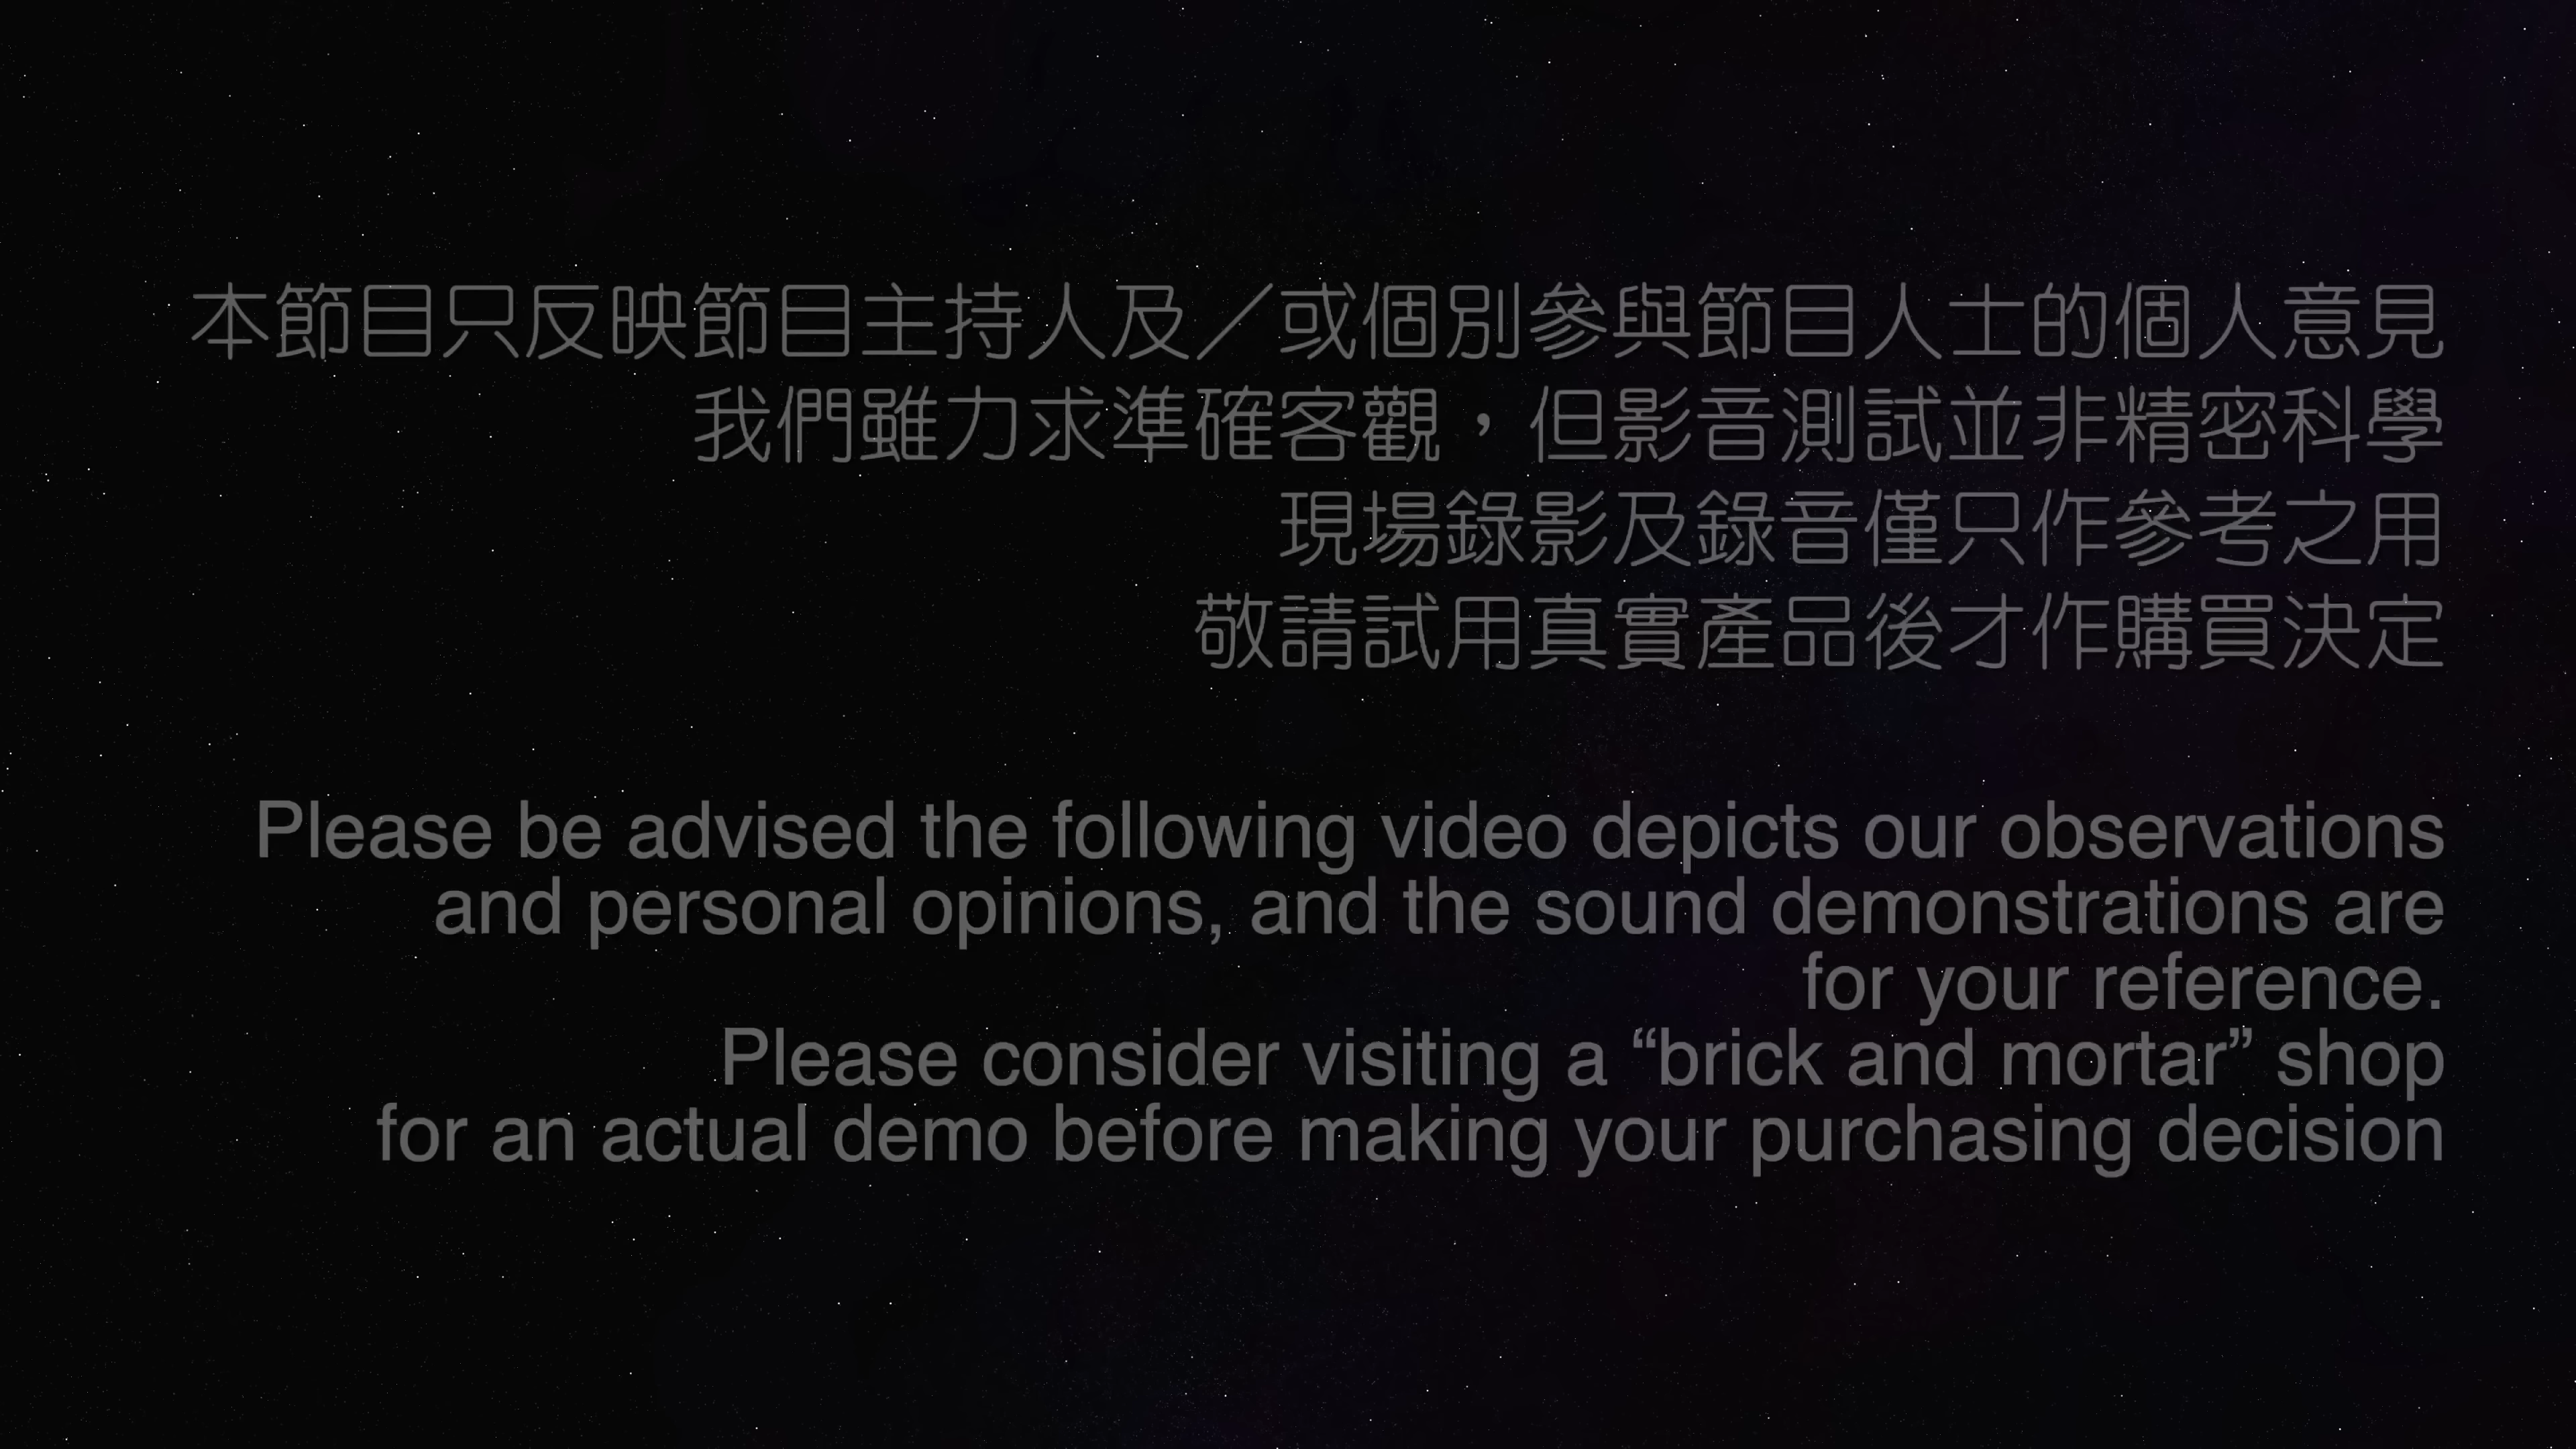 本節目只反映節目主持人及／或個別參與節目人士的個人意見
我們雖力求準確客觀，但影音測試並非精密科學
現場錄影及錄音僅只作參考之用
敬請試用真實產品後才作購買決定
Please be advised the following video depicts our observations
and personal opinions, and the sound demonstrations are
for your reference.
Please consider visiting a “brick and mortar” shop
for an actual demo before making your purchasing decision